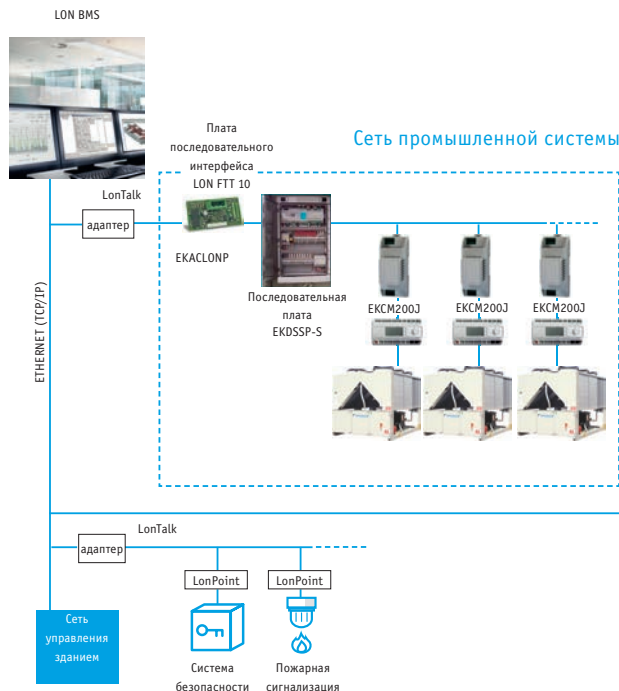 LON BMS
Плата
последовательного
интерфейса
LON FTT 10
Сеть промышленной системы
LonTalk
адаптер
EKACLONP
Последовательная
плата
EKDSSP-S
EKCM200J
EKCM200J
EKCM200J
ETHERNET (TCP/IP)
LonTalk
адаптер
LonPoint
LonPoint
Сеть
управления
зданием
Система
безопасности
Пожарная
сигнализация